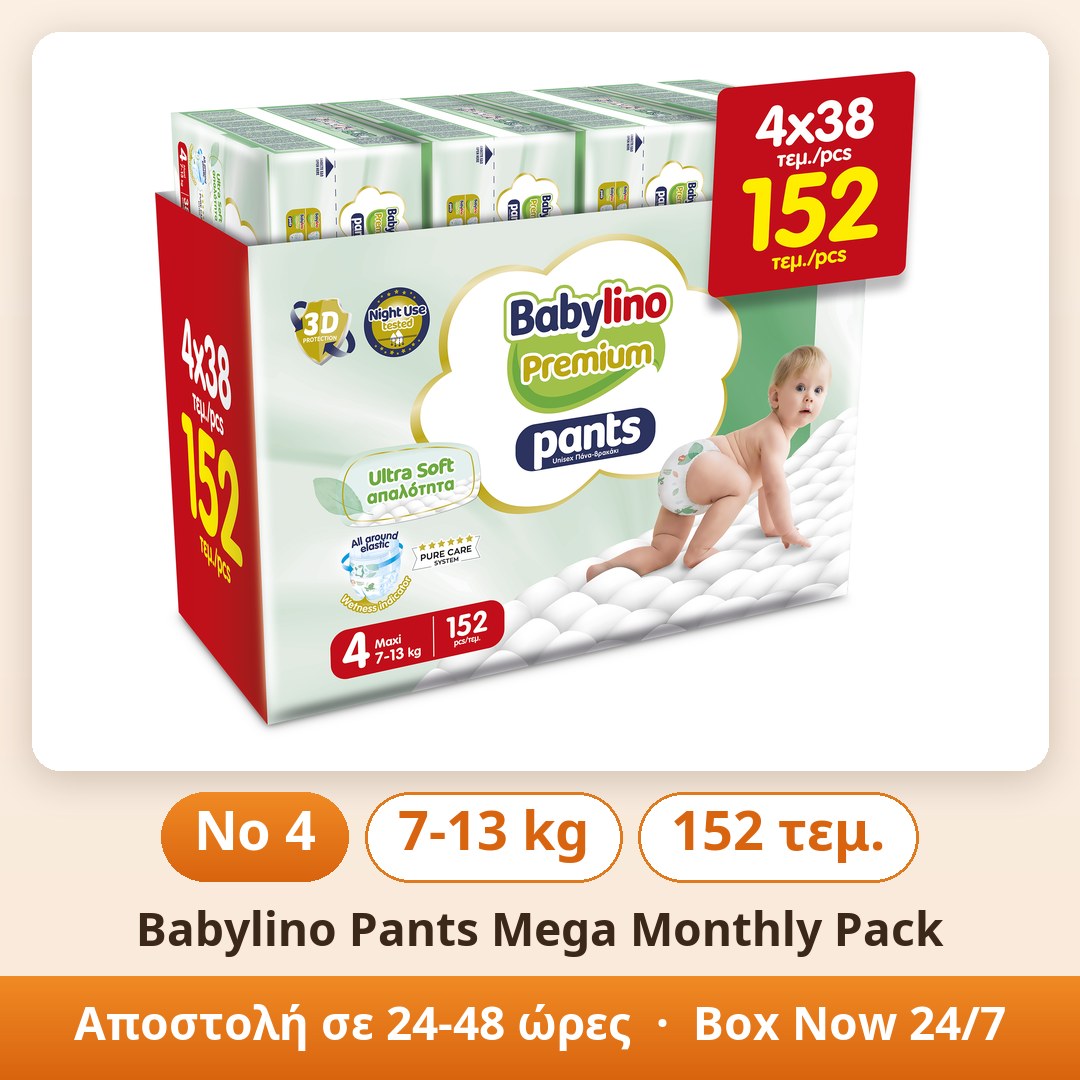 4x38
τεμ./pcs
152
τεμ./pcs
4x38
τεμ./pcs
152
τεμ./pcs
3D
PROTECTION
Night Use
tested
Babylino
Premium
pants
Unisex Πάνα-βρακάκι
Ultra Soft
απαλότητα
All around
elastic
Wetness indicator
PURE CARE
SYSTEM
4 Maxi
7-13 kg
152
pcs/τεμ.
No 4
7-13 kg
152 τεμ.
Babylino Pants Mega Monthly Pack
Αποστολή σε 24-48 ώρες · Box Now 24/7